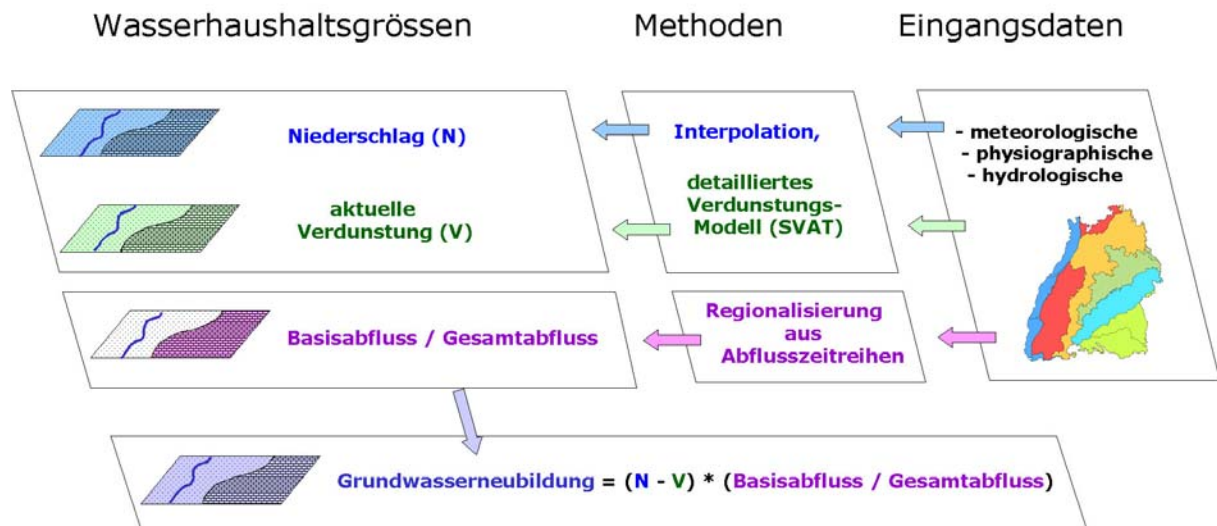 Wasserhaushaltsgrössen
Methoden
Eingangsdaten
Niederschlag (N)
Interpolation,
- meteorologische
- physiographische
- hydrologische
aktuelle
Verdunstung (V)
detailliertes
Verdunstungs-
Modell (SVAT)
Basisabfluss / Gesamtabfluss
Regionalisierung
aus
Abflusszeitreihen
Grundwasserneubildung = (N - V) * (Basisabfluss / Gesamtabfluss)